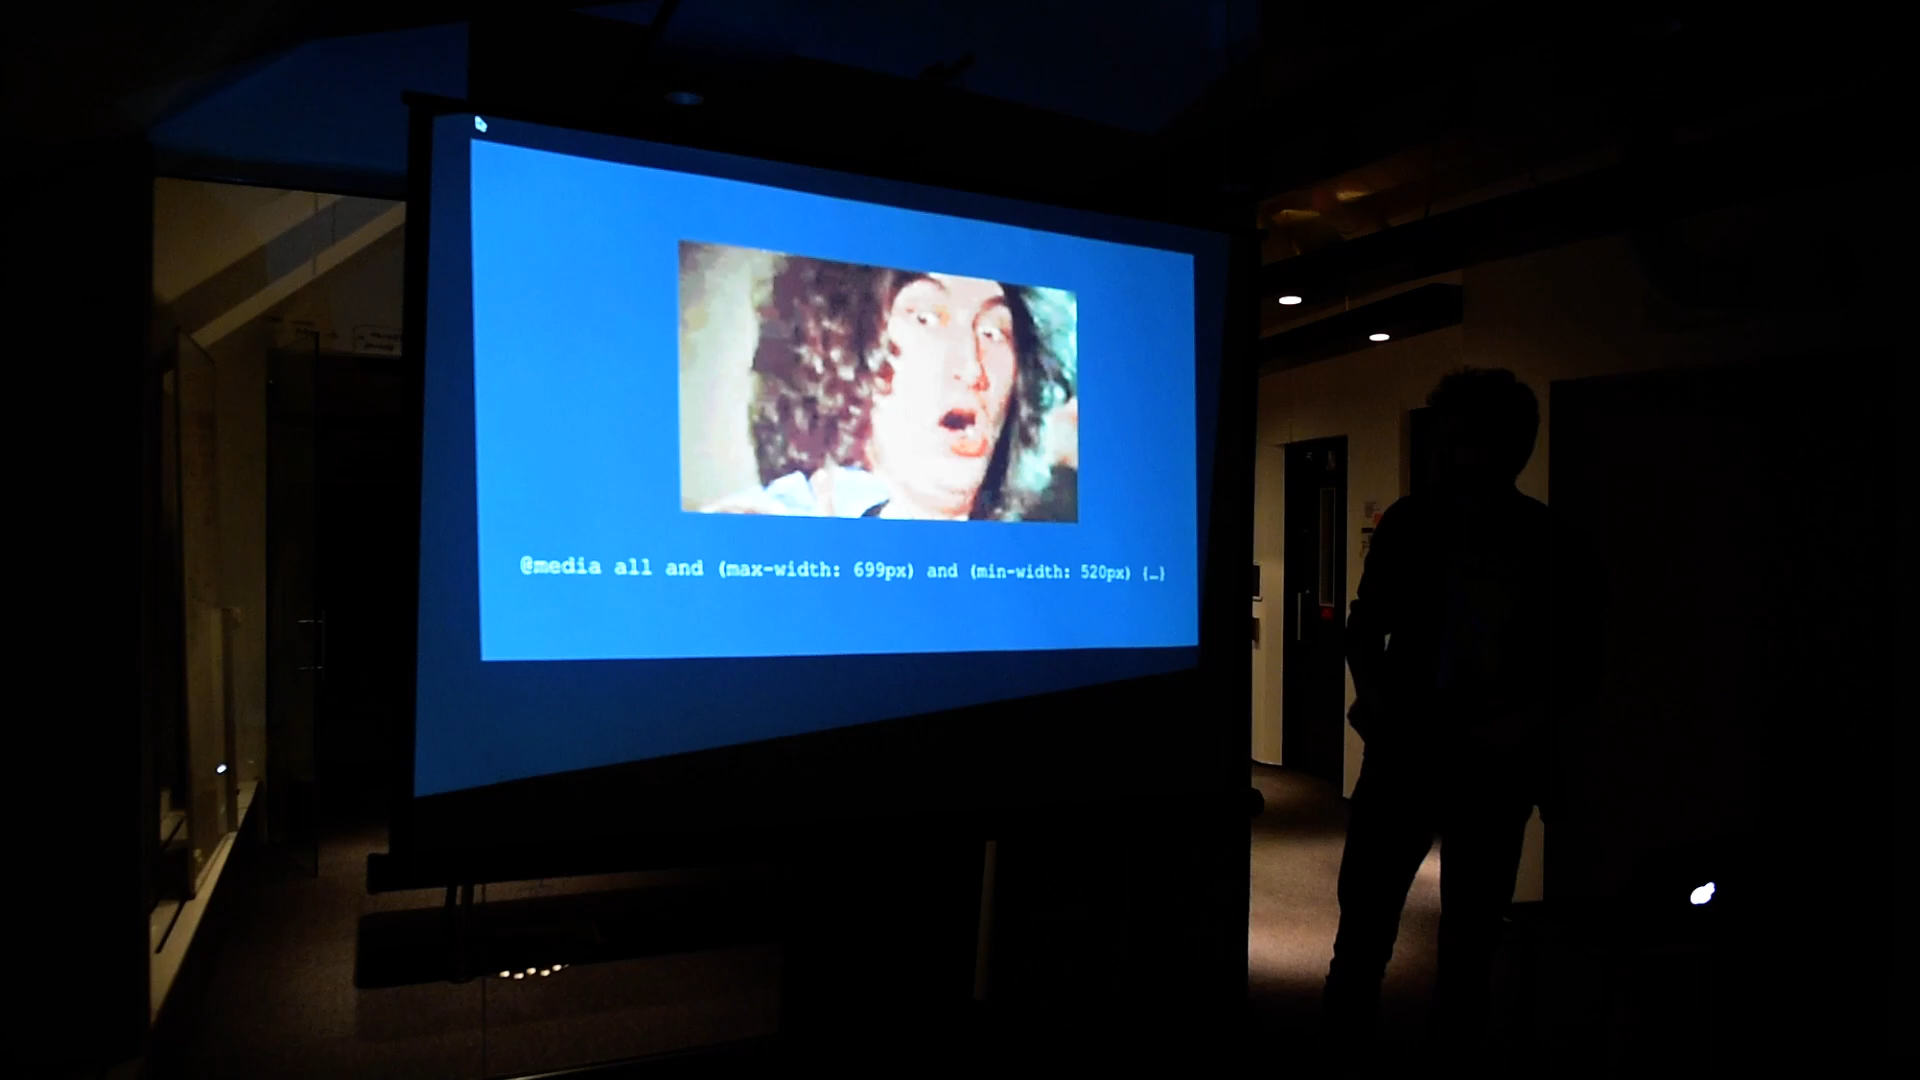 @media all and (max-width: 699px) and (min-width: 520px) {…}